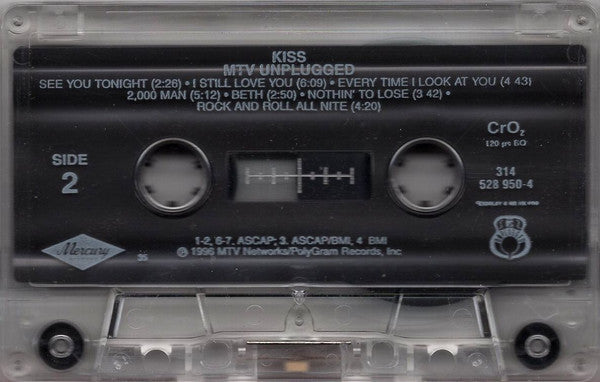 KISS
MTV UNPLUGGED
SEE YOU TONIGHT (2:26) • I STILL LOVE YOU (6:09) • EVERY TIME I LOOK AT YOU (4 43)
2,000 MAN (5:12) • BETH (2:50) • NOTHIN' TO LOSE (3 42) •
ROCK AND ROLL ALL NITE (4:20)
CrO2
120 μs EQ
SIDE
2
314
528 950-4
1-2, 6-7. ASCAP; 3. ASCAP/BMI, 4 BMI
© 1996 MTV Networks/PolyGram Records, Inc
Mercury
35